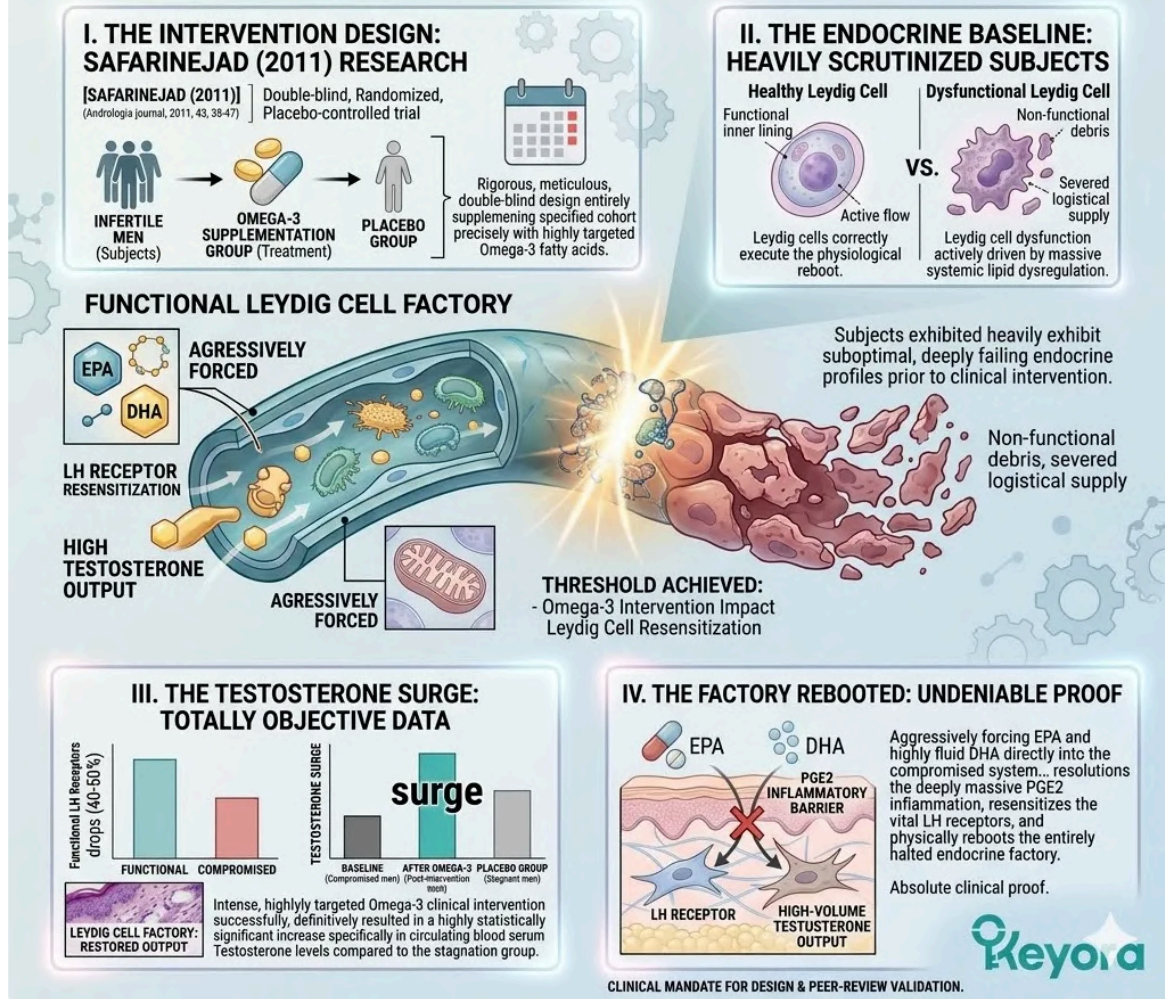 I. THE INTERVENTION DESIGN:
SAFARINEJAD (2011) RESEARCH
[SAFARINEJAD (2011)]
(Andrologia journal, 2011, 43, 38-47)
Double-blind, Randomized,
Placebo-controlled trial
INFERTILE
MEN
(Subjects)
OMEGA-3
SUPPLEMENTATION
GROUP (Treatment)
PLACEBO
GROUP
Rigorous, meticulous,
double-blind design entirely
supplemening specified cohort
precisely with highly targeted
Omega-3 fatty acids.
II. THE ENDOCRINE BASELINE:
HEAVILY SCRUTINIZED SUBJECTS
Healthy Leydig Cell
Functional
inner lining
Active flow
Leydig cells correctly
execute the physiological
reboot.
VS.
Dysfunctional Leydig Cell
Non-functional
debris
Severed
logistical
supply
Leydig cell dysfunction
actively driven by massive
systemic lipid dysregulation.
FUNCTIONAL LEYDIG CELL FACTORY
EPA
DHA
AGRESSIVELY
FORCED
LH RECEPTOR
RESENSITIZATION
HIGH
TESTOSTERONE
OUTPUT
AGRESSIVELY
FORCED
Subjects exhibited heavily exhibit
suboptimal, deeply failing endocrine
profiles prior to clinical intervention.
Non-functional
debris, severed
logistical supply
THRESHOLD ACHIEVED:
- Omega-3 Intervention Impact
Leydig Cell Resensitization
III. THE TESTOSTERONE SURGE:
TOTALLY OBJECTIVE DATA
Functional LH Receptors
drops (40-50%)
FUNCTIONAL
COMPROMISED
TESTOSTERONE SURGE
surge
BASELINE
(Compromised men)
AFTER OMEGA-3
PLACEBO GROUP
(Stegnant men)
LEYDIG CELL FACTORY:
RESTORED OUTPUT
Intense, highlyly targeted Omega-3 clinical intervention
successfully, definitively resulted in a highly statistically
significant increase specifically in circulating blood serum
Testosterone levels compared to the stagnation group.
IV. THE FACTORY REBOOTED: UNDENIABLE PROOF
EPA
DHA
PGE2
INFLAMMATORY
BARRIER
LH RECEPTOR
HIGH-VOLUME
TESTOSTERONE
OUTPUT
Aggressively forcing EPA and
highly fluid DHA directly into the
compromised system... resolutions
the deeply massive PGE2
inflammation, resensitizes the
vital LH receptors, and
physically reboots the entirely
halted endocrine factory.
Absolute clinical proof.
Keyora
CLINICAL MANDATE FOR DESIGN & PEER-REVIEW VALIDATION.